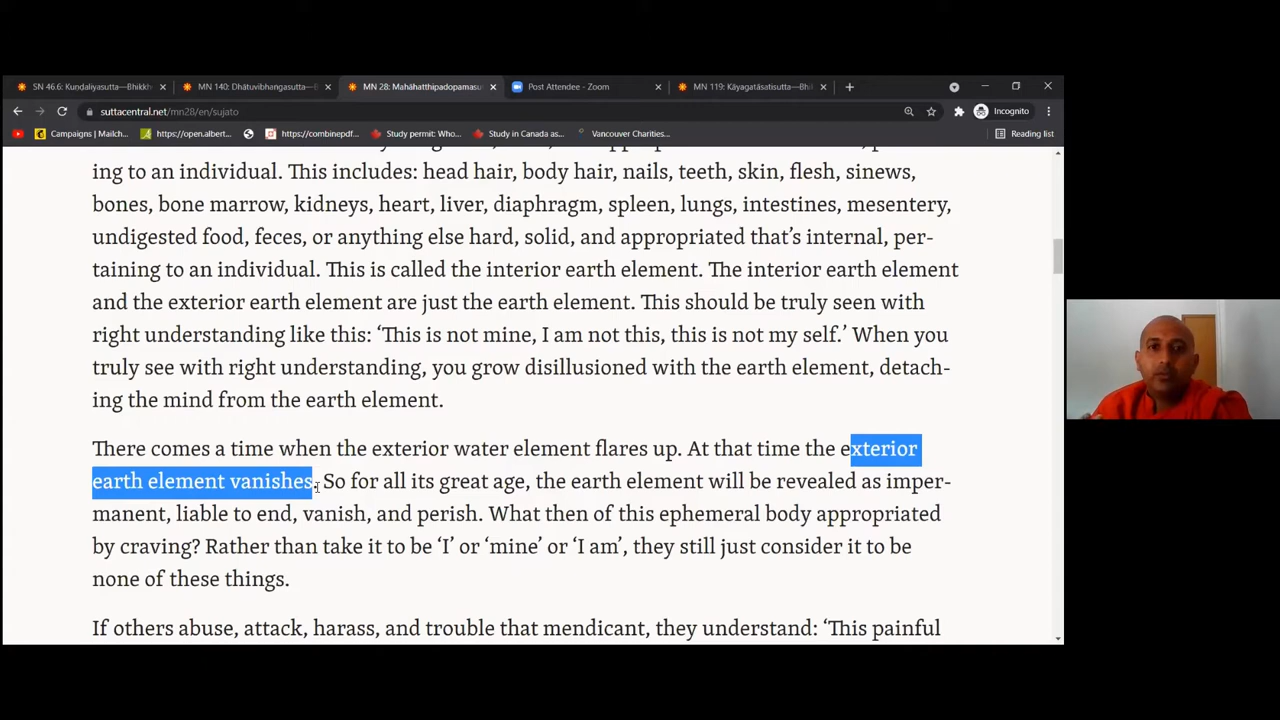 SN 46.6: Kuṇḍaliyasutta—Bhikkh
MN 140: Dhātuvibhaṅgasutta—B
MN 28: Mahāhatthipadopamasu
Post Attendee - Zoom
MN 119: Kāyagatāsatisutta—Bhi
suttacentral.net/mn28/en/sujato
Incognito
Campaigns | Mailch...
https://open.albert...
https://combinepdf...
Study permit: Who...
Study in Canada as...
Vancouver Charities...
Reading list
ing to an individual. This includes: head hair, body hair, nails, teeth, skin, flesh, sinews,
bones, bone marrow, kidneys, heart, liver, diaphragm, spleen, lungs, intestines, mesentery,
undigested food, feces, or anything else hard, solid, and appropriated that’s internal, per-
taining to an individual. This is called the interior earth element. The interior earth element
and the exterior earth element are just the earth element. This should be truly seen with
right understanding like this: ‘This is not mine, I am not this, this is not my self.’ When you
truly see with right understanding, you grow disillusioned with the earth element, detach-
ing the mind from the earth element.
There comes a time when the exterior water element flares up. At that time the exterior
earth element vanishes. So for all its great age, the earth element will be revealed as imper-
manent, liable to end, vanish, and perish. What then of this ephemeral body appropriated
by craving? Rather than take it to be ‘I’ or ‘mine’ or ‘I am’, they still just consider it to be
none of these things.
If others abuse, attack, harass, and trouble that mendicant, they understand: ‘This painful